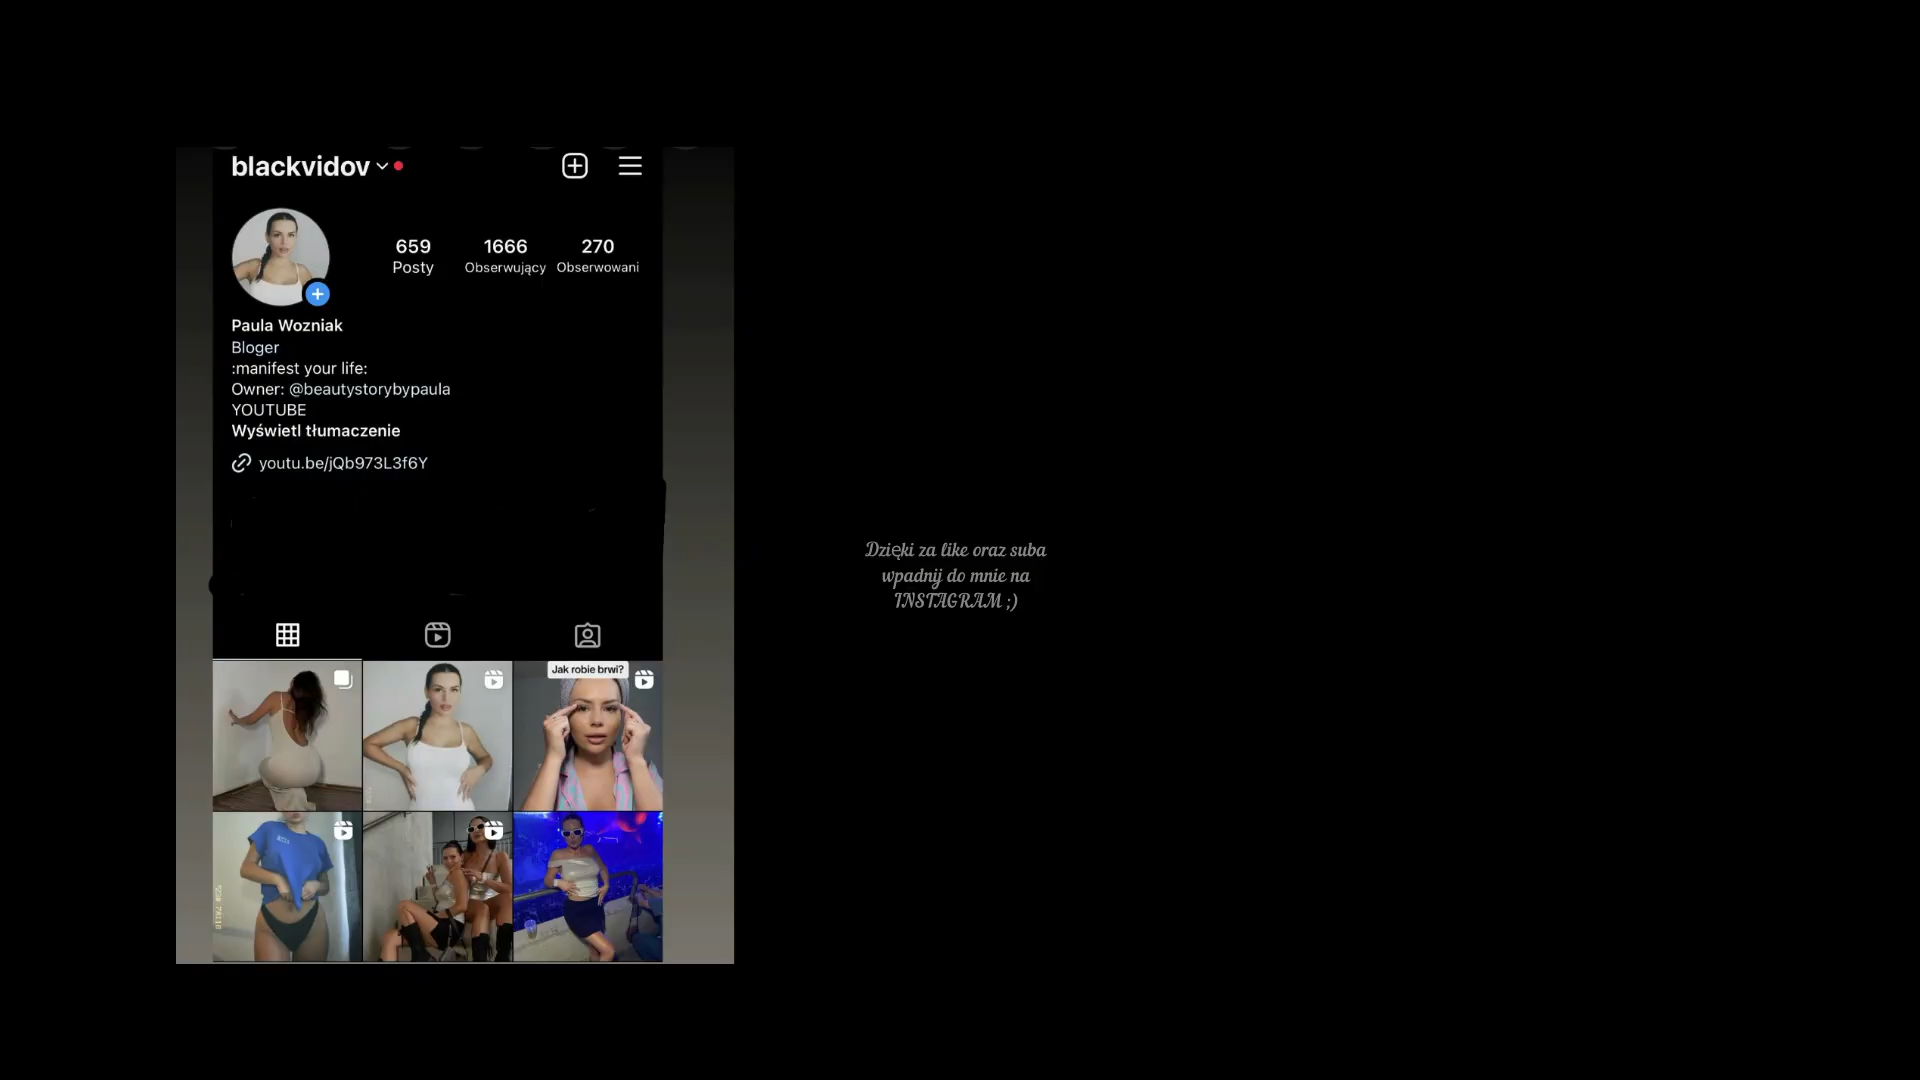 blackvidov
659
Posty
1666
Obserwujący
270
Obserwowani
Paula Wozniak
Bloger
:manifest your life:
Owner: @beautystorybypaula
YOUTUBE
Wyświetl tłumaczenie
youtu.be/jQb973L3f6Y
Jak robie brwi?
Dzięki za like oraz suba
wpadnij do mnie na
INSTAGRAM ;)